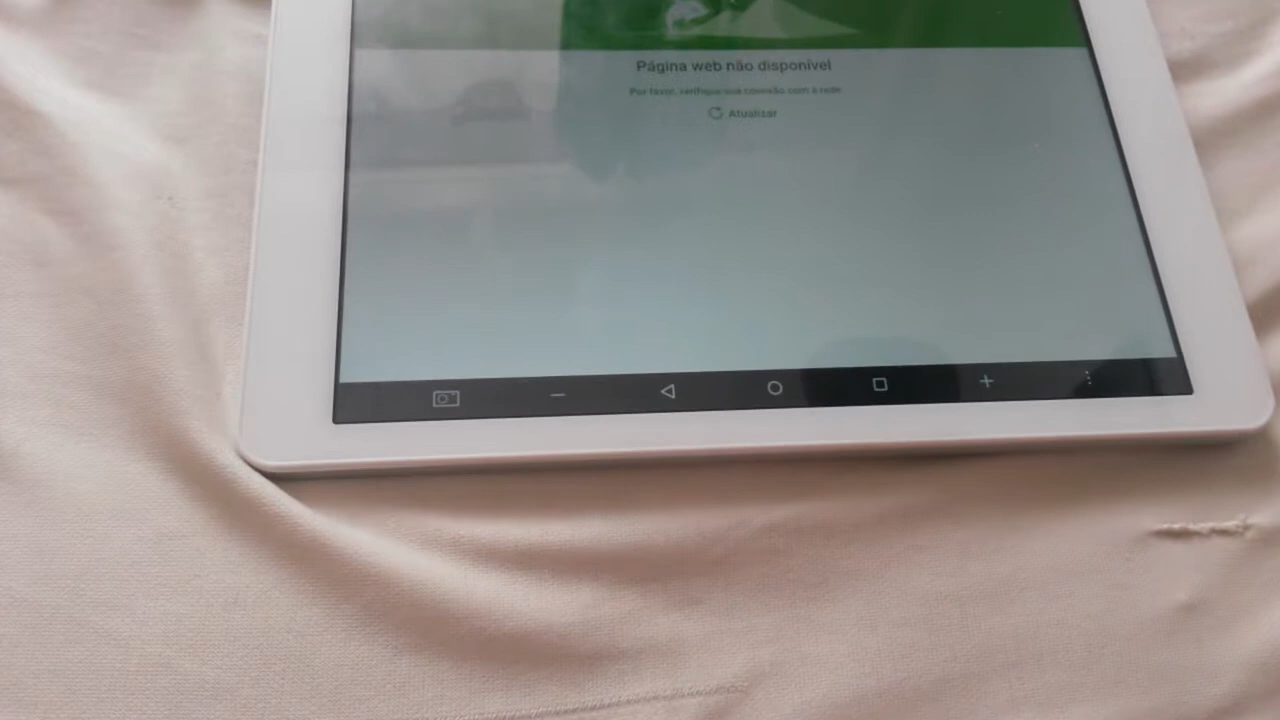 Página web não disponível
Por favor, verifique sua conexão com a rede
Atualizar